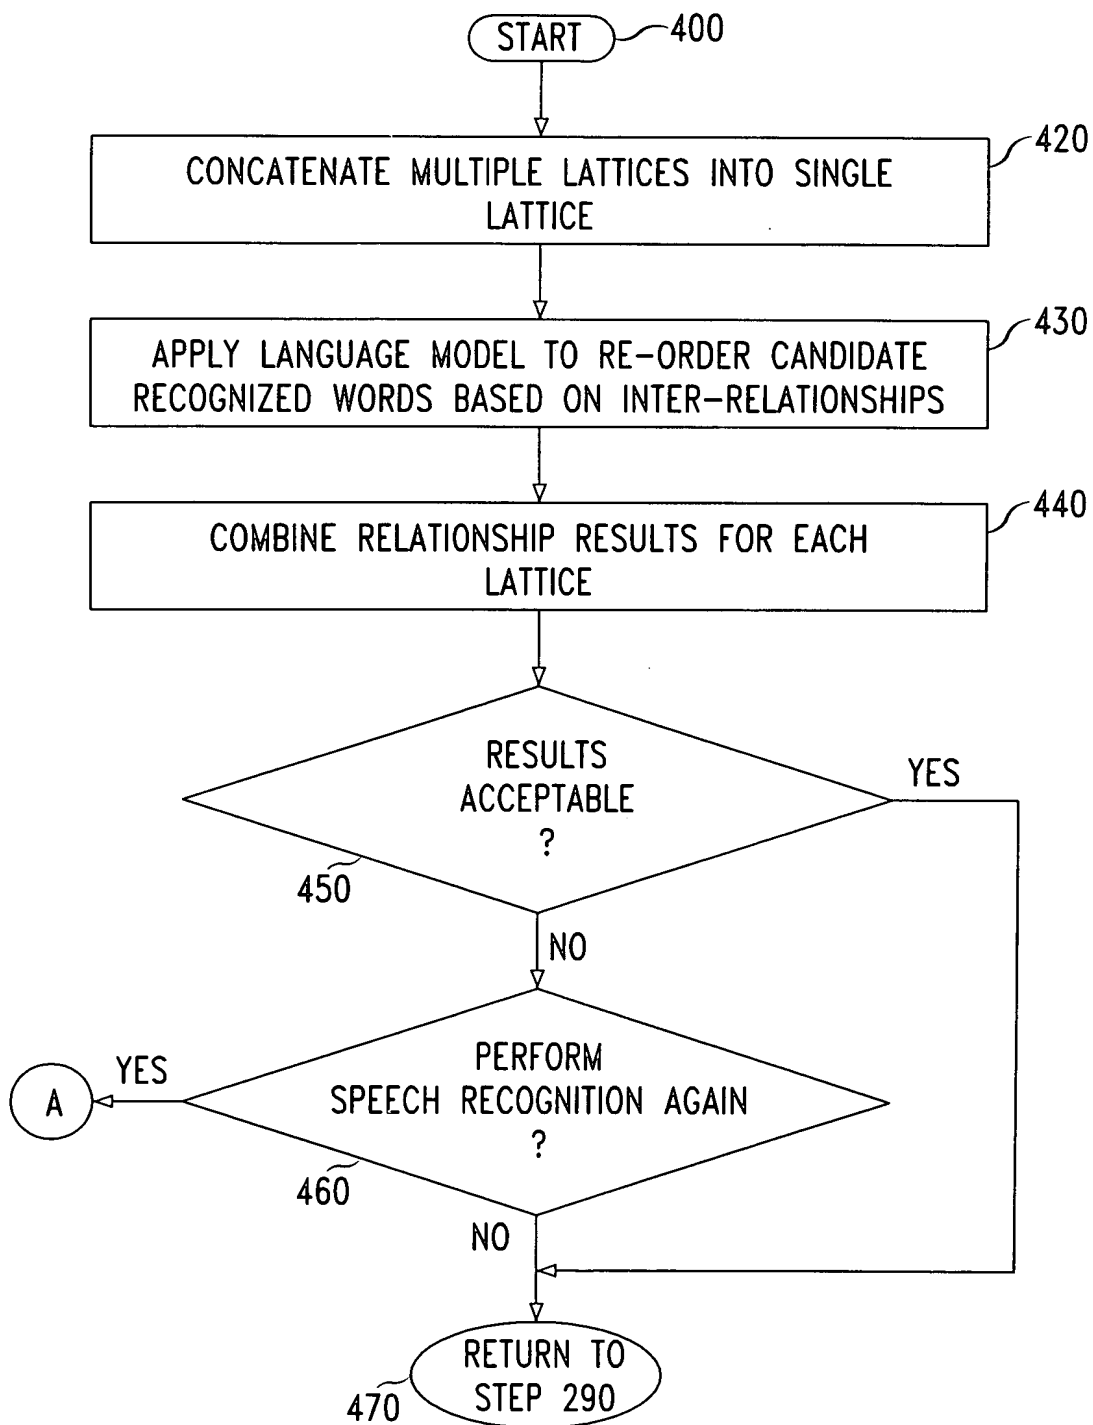 START
400
420
CONCATENATE MULTIPLE LATTICES INTO SINGLE
LATTICE
430
APPLY LANGUAGE MODEL TO RE-ORDER CANDIDATE
RECOGNIZED WORDS BASED ON INTER-RELATIONSHIPS
440
COMBINE RELATIONSHIP RESULTS FOR EACH
LATTICE
RESULTS
ACCEPTABLE
?
YES
450
NO
PERFORM
SPEECH RECOGNITION AGAIN
?
YES
A
460
NO
RETURN TO
STEP 290
470